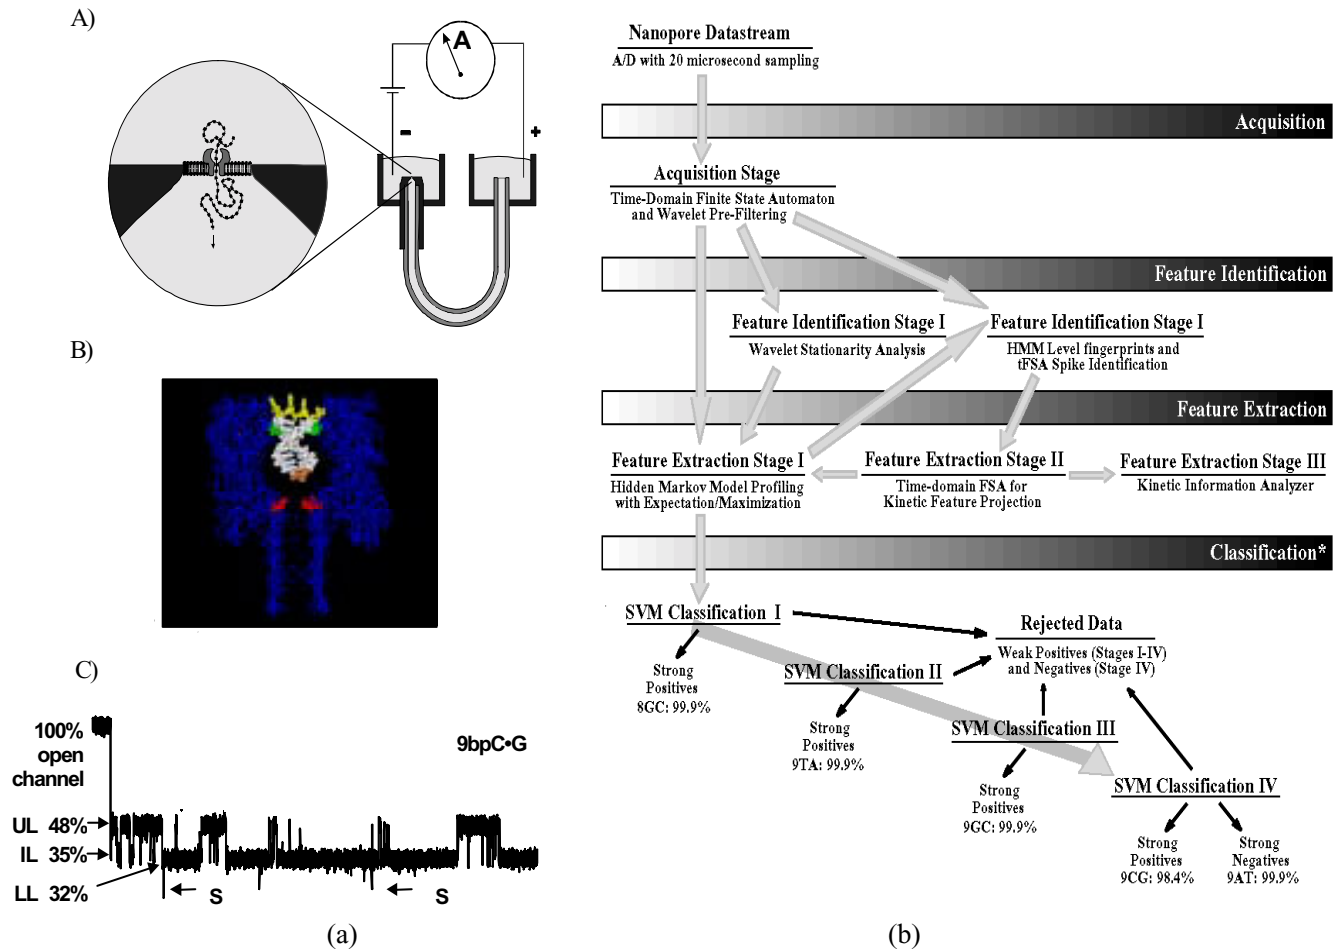 A)
A
-
+
B)
C)
100%
open
channel
9bpC•G
UL 48%
IL 35%
LL 32%
S
S
(a)
Nanopore Datastream
A/D with 20 microsecond sampling
Acquisition
Acquisition Stage
Time-Domain Finite State Automaton
and Wavelet Pre-Filtering
Feature Identification
Feature Identification Stage I
Wavelet Stationarity Analysis
Feature Identification Stage I
HMM Level fingerprints and
tFSA Spike Identification
Feature Extraction
Feature Extraction Stage I
Hidden Markov Model Profiling
with Expectation/Maximization
Feature Extraction Stage II
Time-domain FSA for
Kinetic Feature Projection
Feature Extraction Stage III
Kinetic Information Analyzer
Classification*
SVM Classification I
Strong
Positives
8GC: 99.9%
Rejected Data
Weak Positives (Stages I-IV)
and Negatives (Stage IV)
SVM Classification II
Strong
Positives
9TA: 99.9%
SVM Classification III
Strong
Positives
9GC: 99.9%
SVM Classification IV
Strong
Positives
9CG: 98.4%
Strong
Negatives
9AT: 99.9%
(b)